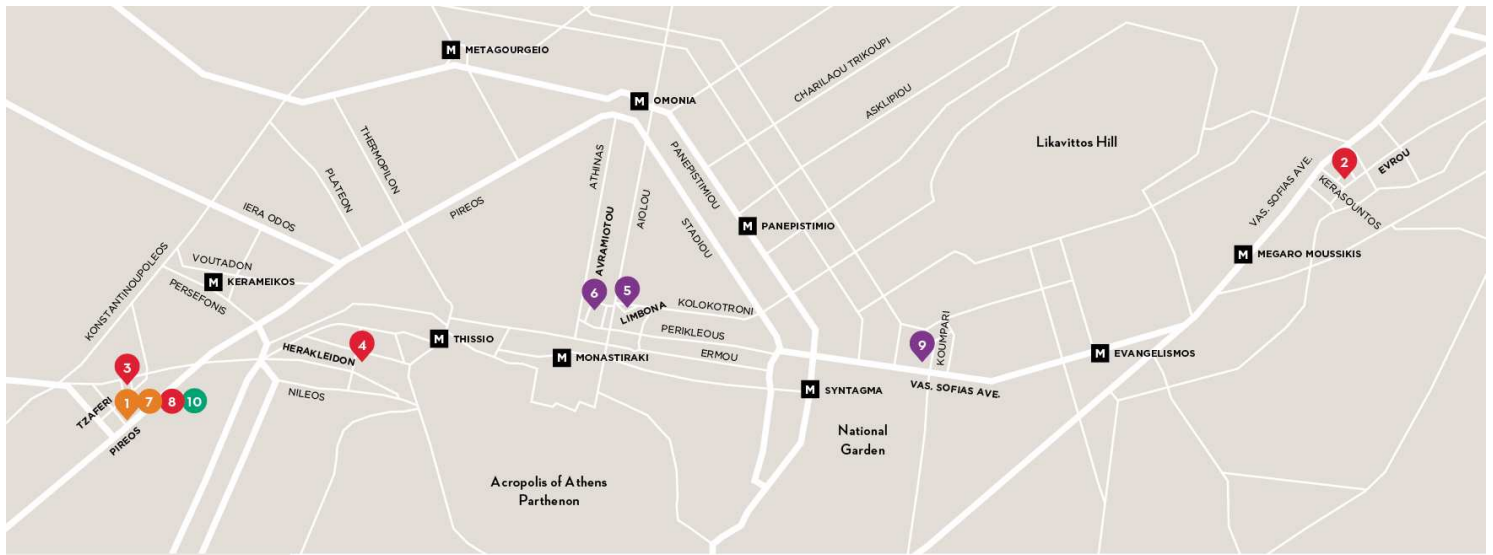 M METAGOURGEIO
M OMONIA
CHARILAOU TRIKOUPI
ASKLIPIOU
Likavittos Hill
THERMOPILON
PLATEON
ATHINAS
AIOLOU
PANEPISTIMIOU
STADIOU
PIREOS
IERA ODOS
VAS. SOFIAS AVE.
2
EVROU
KERASOUNTOS
M PANEPISTIMIO
M MEGARO MOUSSIKIS
KONSTANTINOUPOLEOS
VOUTADON
M KERAMEIKOS
PERSEFONIS
AVRAMIOTOU
6
5
LIMBONA
KOLOKOTRONI
PERIKLEOUS
ERMOU
HERAKLEIDON
4
M THISSIO
M MONASTIRAKI
9
KOUMPARI
M EVANGELISMOS
3
NILEOS
M SYNTAGMA
VAS. SOFIAS AVE.
TZAFERI
1 7 8 10
PIREOS
National
Garden
Acropolis of Athens
Parthenon